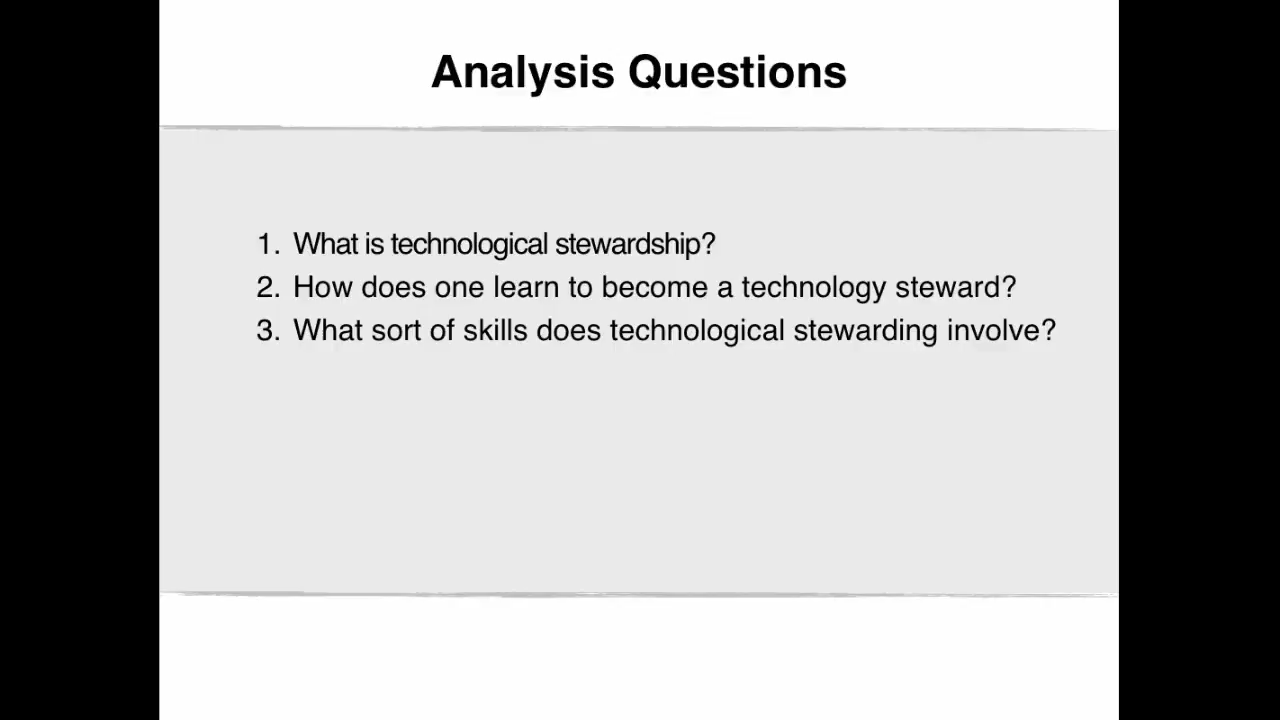 Analysis Questions
1. What is technological stewardship?
2. How does one learn to become a technology steward?
3. What sort of skills does technological stewarding involve?